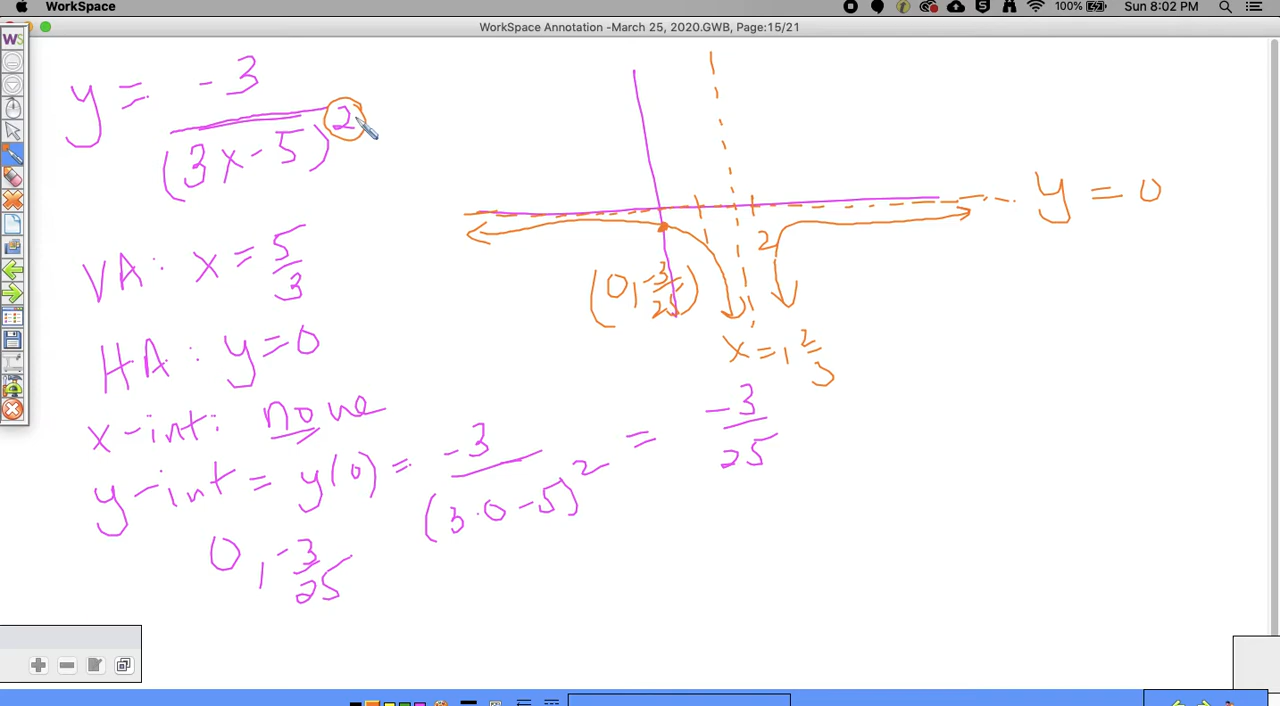 WorkSpace
100%
Sun 8:02 PM
WorkSpace Annotation -March 25, 2020.GWB, Page:15/21
WS
y = -3/(3x-5)^2
VA: x = 5/3
HA: y=0
x-int: none
y-int = y(0) = -3/(3·0-5)^2 = -3/25
0, -3/25
y = 0
2
(0, -3/25)
x = 1 2/3